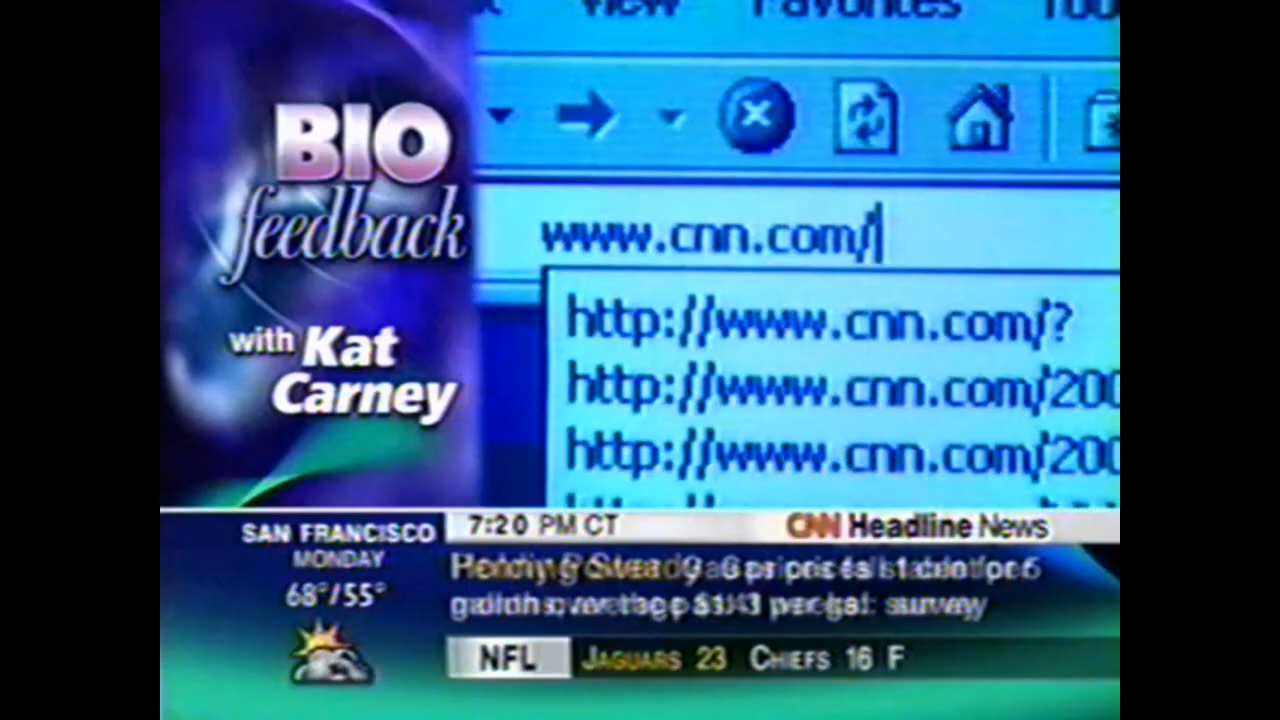 View Favorites
BIO
feedback
with Kat
Carney
www.cnn.com/
http://www.cnn.com/?
http://www.cnn.com/200
http://www.cnn.com/200
SAN FRANCISCO
MONDAY
68°/55°
7:20 PM CT
CNN Headline News
NFL JAGUARS 23 CHIEFS 16 F